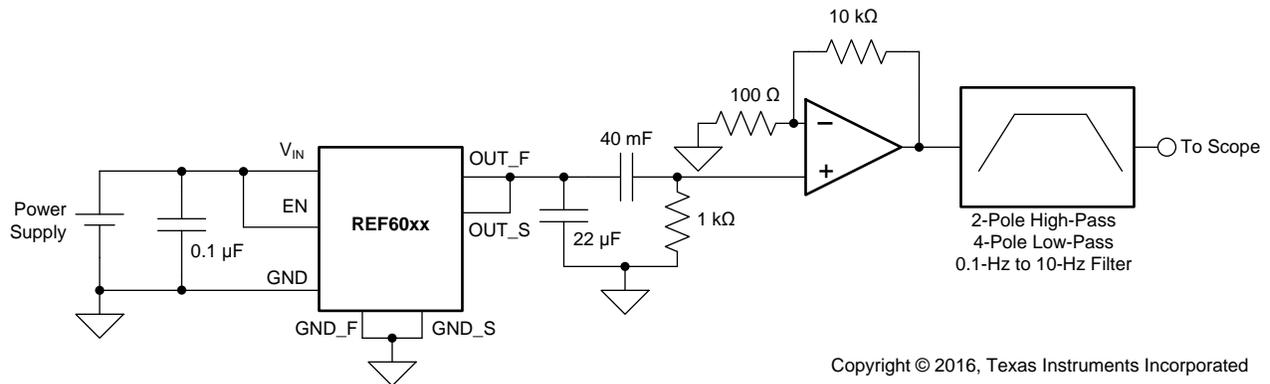 10 kΩ
100 Ω
−
+
40 mF
To Scope
Power
Supply
0.1 µF
VIN
EN
GND
REF60xx
OUT_F
OUT_S
22 µF
1 kΩ
GND_F
GND_S
2-Pole High-Pass
4-Pole Low-Pass
0.1-Hz to 10-Hz Filter
Copyright © 2016, Texas Instruments Incorporated